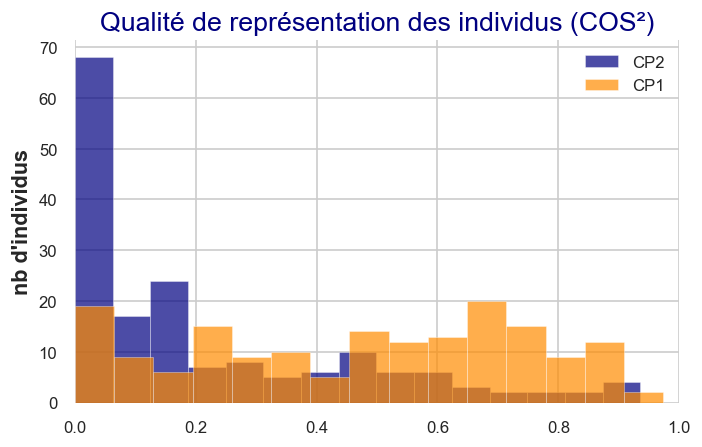 Qualité de représentation des individus (COS²)
nb d'individus
70
60
50
40
30
20
10
0
0.0 0.2 0.4 0.6 0.8 1.0
CP2
CP1